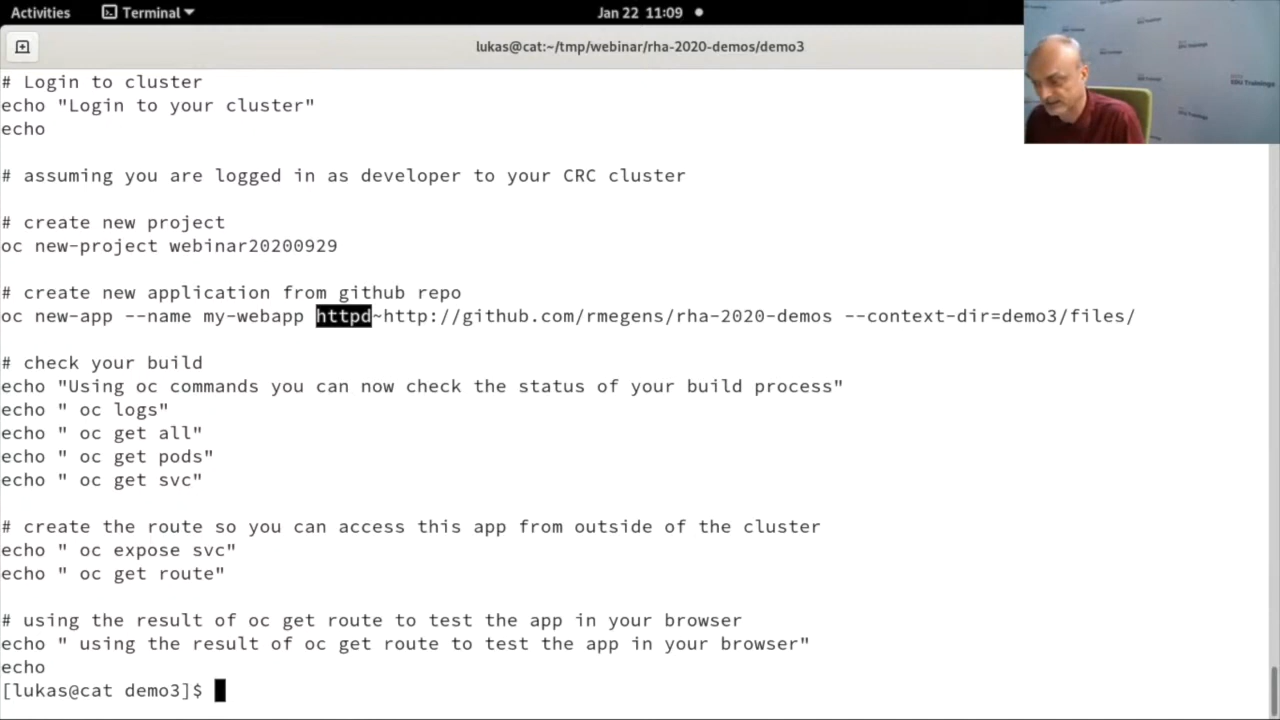 Activities
Terminal
Jan 22 11:09
lukas@cat:~/tmp/webinar/rha-2020-demos/demo3
# Login to cluster
echo "Login to your cluster"
echo
# assuming you are logged in as developer to your CRC cluster
# create new project
oc new-project webinar20200929
# create new application from github repo
oc new-app --name my-webapp httpd~http://github.com/rmegens/rha-2020-demos --context-dir=demo3/files/
# check your build
echo "Using oc commands you can now check the status of your build process"
echo " oc logs"
echo " oc get all"
echo " oc get pods"
echo " oc get svc"
# create the route so you can access this app from outside of the cluster
echo " oc expose svc"
echo " oc get route"
# using the result of oc get route to test the app in your browser
echo " using the result of oc get route to test the app in your browser"
echo
[lukas@cat demo3]$